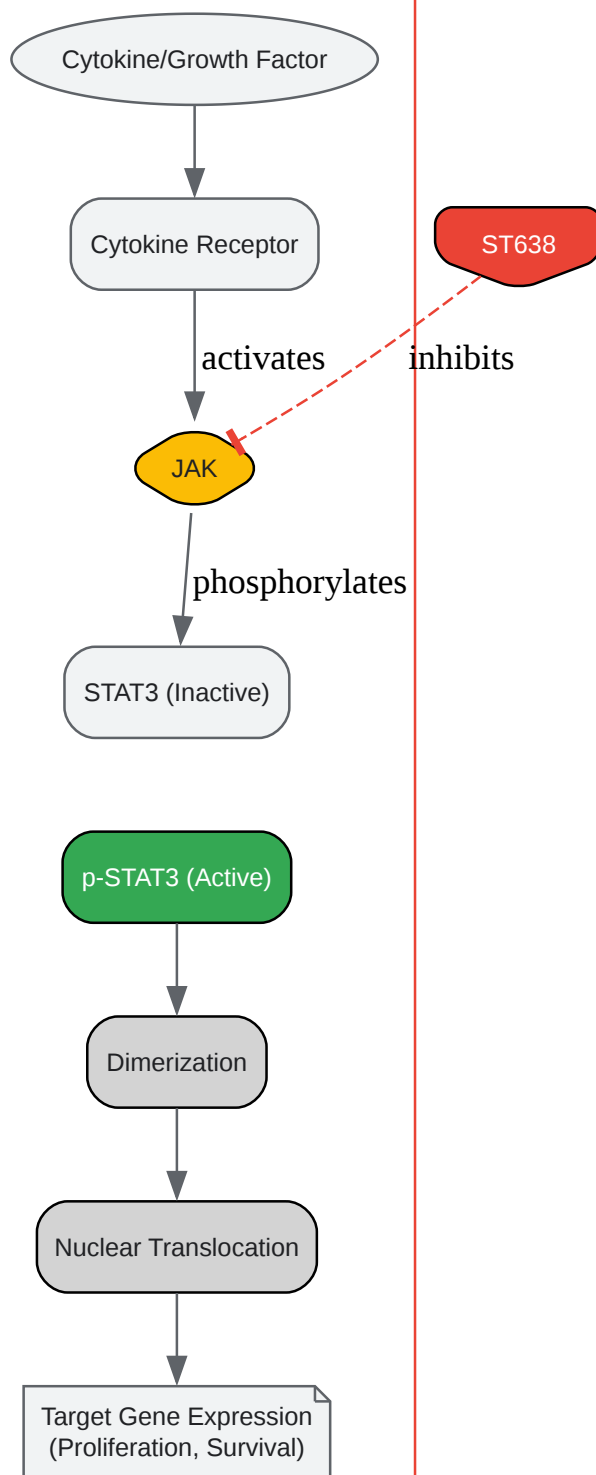 Cytokine/Growth Factor
Cytokine Receptor
ST638
activates
inhibits
JAK
phosphorylates
STAT3 (Inactive)
p-STAT3 (Active)
Dimerization
Nuclear Translocation
Target Gene Expression
(Proliferation, Survival)